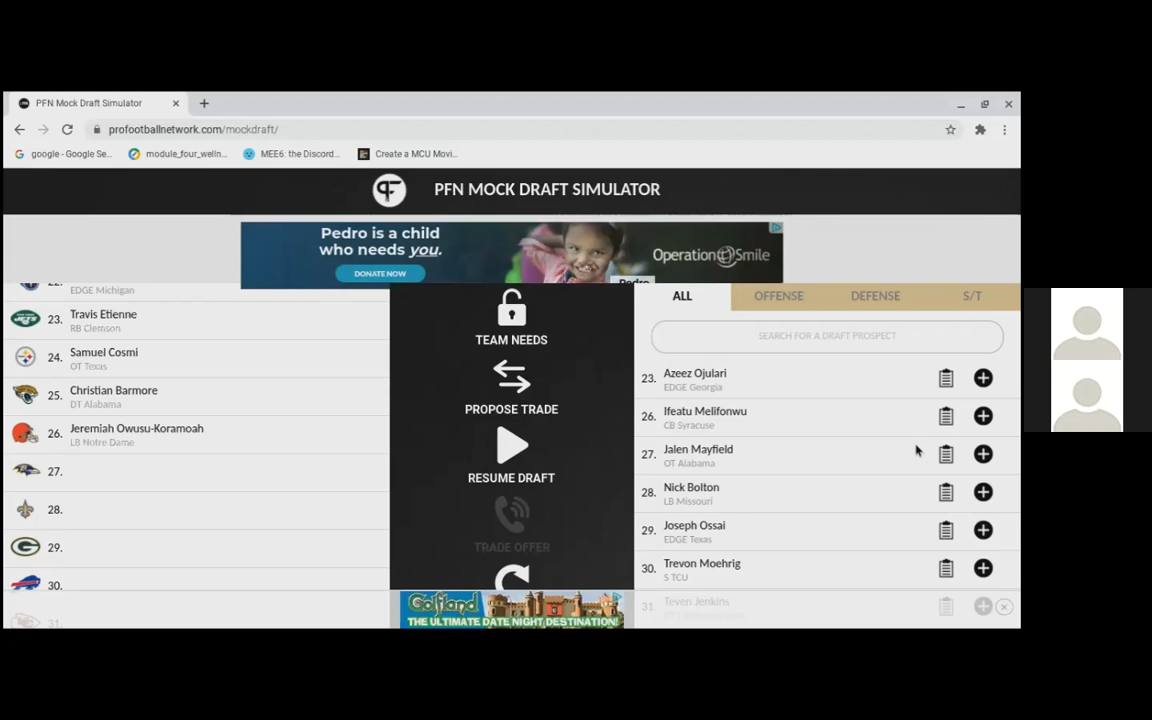 PFN Mock Draft Simulator
profootballnetwork.com/mockdraft/
google - Google Se...
module_four_welln...
MEE6: the Discord...
Create a MCU Movi...
PFN MOCK DRAFT SIMULATOR
Pedro is a child
who needs you.
DONATE NOW
Operation Smile
Pedro
EDGE Michigan
23. Travis Etienne
RB Clemson
24. Samuel Cosmi
OT Texas
25. Christian Barmore
DT Alabama
26. Jeremiah Owusu-Koramoah
LB Notre Dame
27.
28.
29.
30.
31.
TEAM NEEDS
PROPOSE TRADE
RESUME DRAFT
TRADE OFFER
Golfland
THE ULTIMATE DATE NIGHT DESTINATION!
ALL
OFFENSE
DEFENSE
S/T
SEARCH FOR A DRAFT PROSPECT
23. Azeez Ojulari
EDGE Georgia
26. Ifeatu Melifonwu
CB Syracuse
27. Jalen Mayfield
OT Alabama
28. Nick Bolton
LB Missouri
29. Joseph Ossai
EDGE Texas
30. Trevon Moehrig
S TCU
31 Teven Jenkins